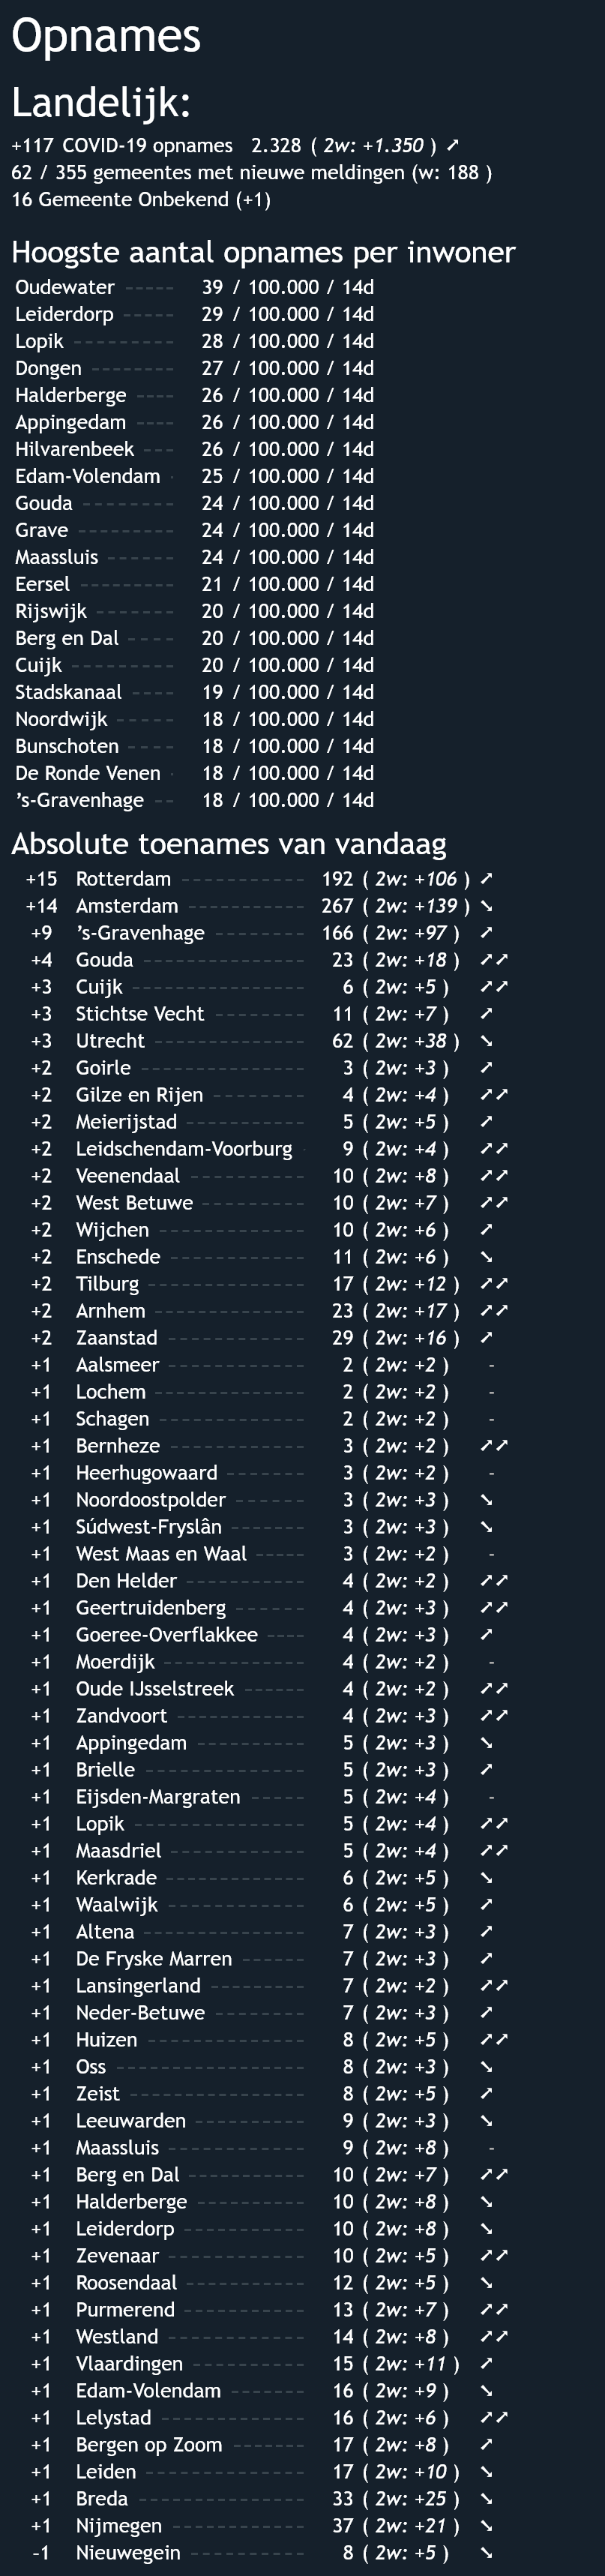 Opnames
Landelijk:
+117 COVID-19 opnames 2.328 ( 2w: +1.350 ) ➚
62 / 355 gemeentes met nieuwe meldingen (w: 188 )
16 Gemeente Onbekend (+1)
Hoogste aantal opnames per inwoner
Oudewater ----- 39 / 100.000 / 14d
Leiderdorp ----- 29 / 100.000 / 14d
Lopik --------- 28 / 100.000 / 14d
Dongen -------- 27 / 100.000 / 14d
Halderberge ---- 26 / 100.000 / 14d
Appingedam ---- 26 / 100.000 / 14d
Hilvarenbeek ---- 26 / 100.000 / 14d
Edam-Volendam - 25 / 100.000 / 14d
Gouda -------- 24 / 100.000 / 14d
Grave --------- 24 / 100.000 / 14d
Maassluis ------ 24 / 100.000 / 14d
Eersel --------- 21 / 100.000 / 14d
Rijswijk ------- 20 / 100.000 / 14d
Berg en Dal ---- 20 / 100.000 / 14d
Cuijk --------- 20 / 100.000 / 14d
Stadskanaal ---- 19 / 100.000 / 14d
Noordwijk ----- 18 / 100.000 / 14d
Bunschoten ---- 18 / 100.000 / 14d
De Ronde Venen - 18 / 100.000 / 14d
’s-Gravenhage -- 18 / 100.000 / 14d
Absolute toenames van vandaag
+15 Rotterdam ------------ 192 ( 2w: +106 ) ➚
+14 Amsterdam ------------ 267 ( 2w: +139 ) ➘
+9 ’s-Gravenhage --------- 166 ( 2w: +97 ) ➚
+4 Gouda --------------- 23 ( 2w: +18 ) ➚➚
+3 Cuijk ---------------- 6 ( 2w: +5 ) ➚➚
+3 Stichtse Vecht --------- 11 ( 2w: +7 ) ➚
+3 Utrecht -------------- 62 ( 2w: +38 ) ➘
+2 Goirle --------------- 3 ( 2w: +3 ) ➚
+2 Gilze en Rijen --------- 4 ( 2w: +4 ) ➚➚
+2 Meierijstad ----------- 5 ( 2w: +5 ) ➚
+2 Leidschendam-Voorburg - 9 ( 2w: +4 ) ➚➚
+2 Veenendaal ----------- 10 ( 2w: +8 ) ➚➚
+2 West Betuwe ---------- 10 ( 2w: +7 ) ➚➚
+2 Wijchen -------------- 10 ( 2w: +6 ) ➚
+2 Enschede ------------- 11 ( 2w: +6 ) ➘
+2 Tilburg -------------- 17 ( 2w: +12 ) ➚➚
+2 Arnhem -------------- 23 ( 2w: +17 ) ➚➚
+2 Zaanstad ------------- 29 ( 2w: +16 ) ➚
+1 Aalsmeer ------------- 2 ( 2w: +2 ) -
+1 Lochem -------------- 2 ( 2w: +2 ) -
+1 Schagen -------------- 2 ( 2w: +2 ) -
+1 Bernheze ------------- 3 ( 2w: +2 ) ➚➚
+1 Heerhugowaard ------- 3 ( 2w: +2 ) -
+1 Noordoostpolder ------ 3 ( 2w: +3 ) ➘
+1 Súdwest-Fryslân ------- 3 ( 2w: +3 ) ➘
+1 West Maas en Waal ----- 3 ( 2w: +2 ) -
+1 Den Helder ----------- 4 ( 2w: +2 ) ➚➚
+1 Geertruidenberg ------ 4 ( 2w: +3 ) ➚➚
+1 Goeree-Overflakkee ---- 4 ( 2w: +3 ) ➚
+1 Moerdijk ------------- 4 ( 2w: +2 ) -
+1 Oude IJsselstreek ------ 4 ( 2w: +2 ) ➚➚
+1 Zandvoort ------------ 4 ( 2w: +3 ) ➚➚
+1 Appingedam ---------- 5 ( 2w: +3 ) ➘
+1 Brielle --------------- 5 ( 2w: +3 ) ➚
+1 Eijsden-Margraten ----- 5 ( 2w: +4 ) -
+1 Lopik ---------------- 5 ( 2w: +4 ) ➚➚
+1 Maasdriel ------------ 5 ( 2w: +4 ) ➚➚
+1 Kerkrade ------------- 6 ( 2w: +5 ) ➘
+1 Waalwijk ------------- 6 ( 2w: +5 ) ➚
+1 Altena --------------- 7 ( 2w: +3 ) ➚
+1 De Fryske Marren ------ 7 ( 2w: +3 ) ➚
+1 Lansingerland --------- 7 ( 2w: +2 ) ➚➚
+1 Neder-Betuwe -------- 7 ( 2w: +3 ) ➚
+1 Huizen --------------- 8 ( 2w: +5 ) ➚➚
+1 Oss ----------------- 8 ( 2w: +3 ) ➘
+1 Zeist ---------------- 8 ( 2w: +5 ) ➚
+1 Leeuwarden ---------- 9 ( 2w: +3 ) ➘
+1 Maassluis ------------- 9 ( 2w: +8 ) -
+1 Berg en Dal ----------- 10 ( 2w: +7 ) ➚➚
+1 Halderberge ---------- 10 ( 2w: +8 ) ➘
+1 Leiderdorp ----------- 10 ( 2w: +8 ) ➘
+1 Zevenaar ------------- 10 ( 2w: +5 ) ➚➚
+1 Roosendaal ----------- 12 ( 2w: +5 ) ➘
+1 Purmerend ----------- 13 ( 2w: +7 ) ➚➚
+1 Westland ------------- 14 ( 2w: +8 ) ➚➚
+1 Vlaardingen ---------- 15 ( 2w: +11 ) ➚
+1 Edam-Volendam ------- 16 ( 2w: +9 ) ➘
+1 Lelystad ------------- 16 ( 2w: +6 ) ➚➚
+1 Bergen op Zoom ------- 17 ( 2w: +8 ) ➚
+1 Leiden --------------- 17 ( 2w: +10 ) ➘
+1 Breda ---------------- 33 ( 2w: +25 ) ➘
+1 Nijmegen ------------- 37 ( 2w: +21 ) ➘
-1 Nieuwegein ----------- 8 ( 2w: +5 ) ➘